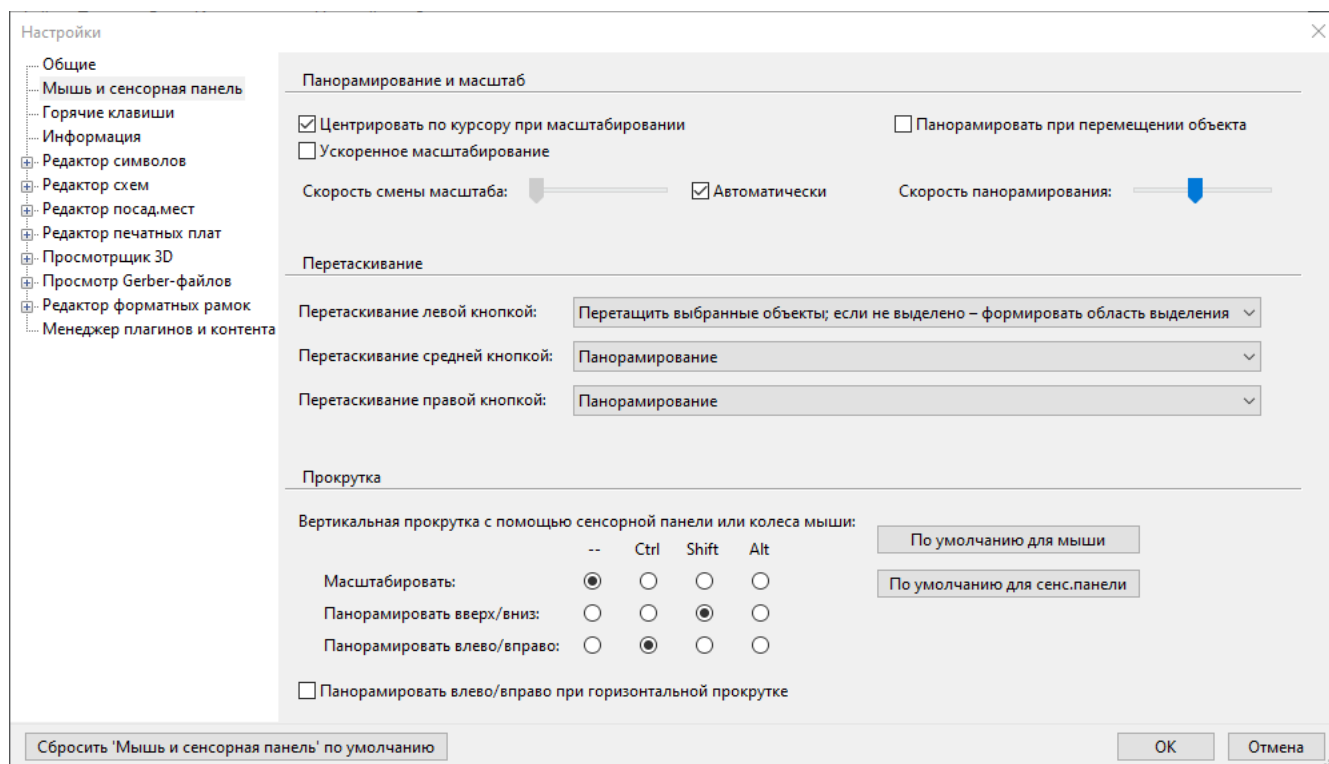 Настройки
Общие
Мышь и сенсорная панель
Горячие клавиши
Информация
Редактор символов
Редактор схем
Редактор посад.мест
Редактор печатных плат
Просмотрщик 3D
Просмотр Gerber-файлов
Редактор форматных рамок
Менеджер плагинов и контента
Панорамирование и масштаб
Центрировать по курсору при масштабировании
Панорамировать при перемещении объекта
Ускоренное масштабирование
Скорость смены масштаба:
Автоматически
Скорость панорамирования:
Перетаскивание
Перетаскивание левой кнопкой:
Перетащить выбранные объекты; если не выделено – формировать область выделения
Перетаскивание средней кнопкой:
Панорамирование
Перетаскивание правой кнопкой:
Панорамирование
Прокрутка
Вертикальная прокрутка с помощью сенсорной панели или колеса мыши:
-- Ctrl Shift Alt
Масштабировать:
Панорамировать вверх/вниз:
Панорамировать влево/вправо:
По умолчанию для мыши
По умолчанию для сенс.панели
Панорамировать влево/вправо при горизонтальной прокрутке
Сбросить 'Мышь и сенсорная панель' по умолчанию
OK
Отмена